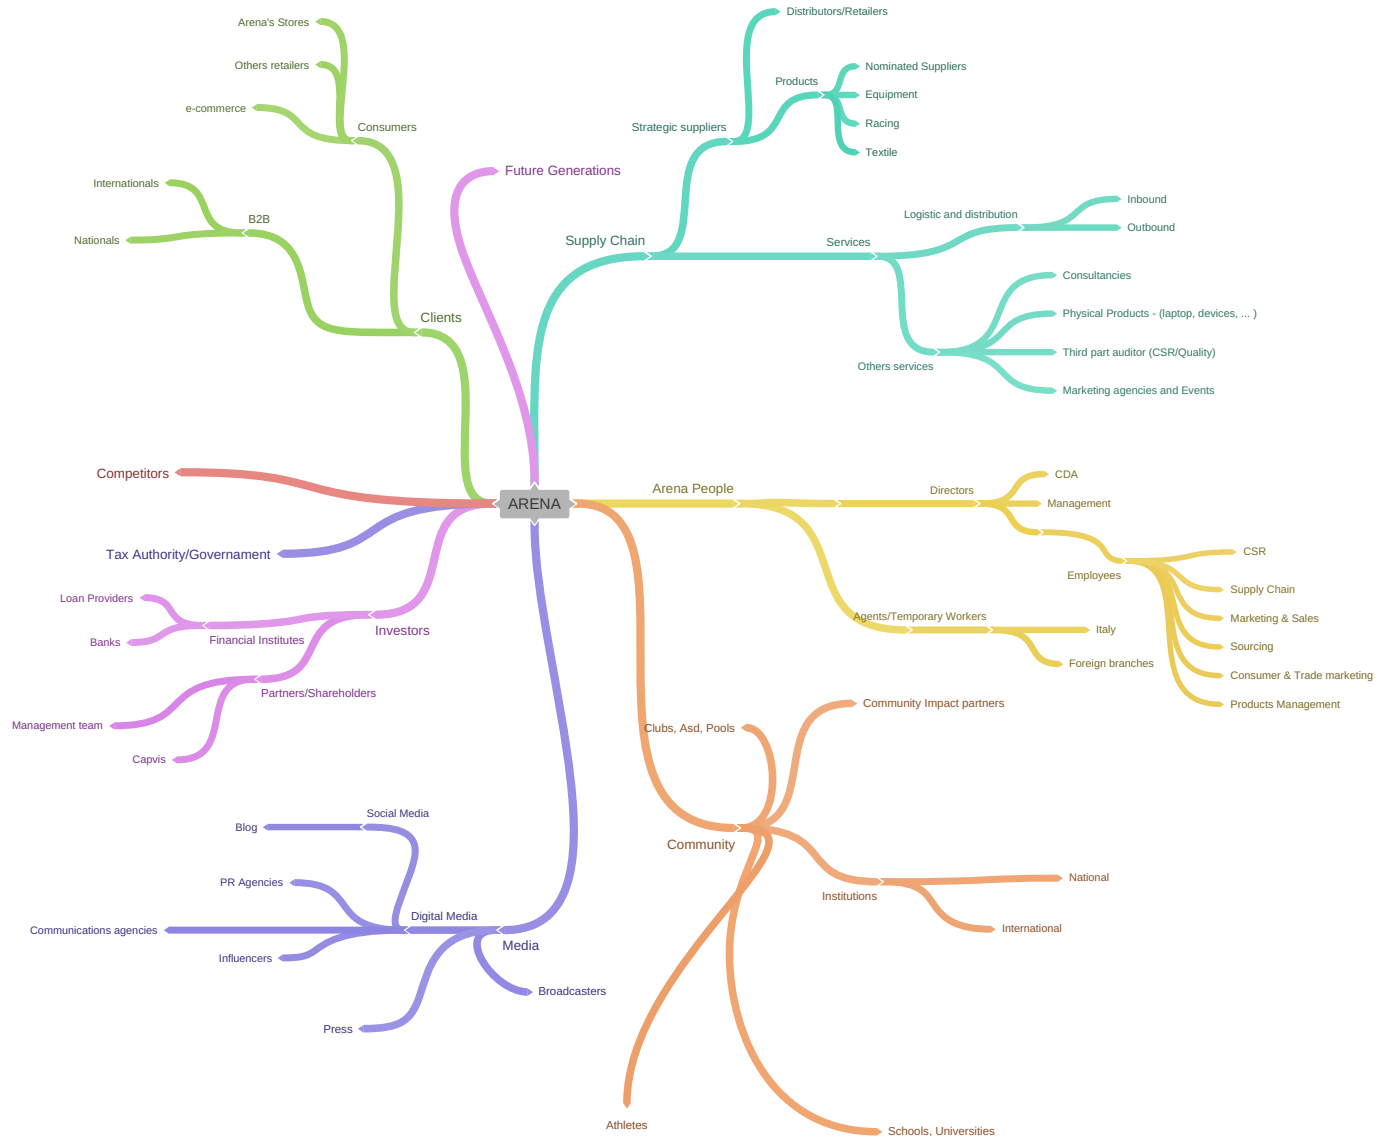 ARENA
Clients
Consumers
Arena's Stores
Others retailers
e-commerce
B2B
Internationals
Nationals
Future Generations
Supply Chain
Strategic suppliers
Distributors/Retailers
Products
Nominated Suppliers
Equipment
Racing
Textile
Services
Logistic and distribution
Inbound
Outbound
Others services
Consultancies
Physical Products - (laptop, devices, ... )
Third part auditor (CSR/Quality)
Marketing agencies and Events
Arena People
Directors
CDA
Management
Employees
CSR
Supply Chain
Marketing & Sales
Sourcing
Consumer & Trade marketing
Products Management
Agents/Temporary Workers
Italy
Foreign branches
Community
Clubs, Asd, Pools
Community Impact partners
Institutions
National
International
Athletes
Schools, Universities
Competitors
Tax Authority/Governament
Investors
Financial Institutes
Loan Providers
Banks
Partners/Shareholders
Management team
Capvis
Media
Digital Media
Social Media
Blog
PR Agencies
Communications agencies
Influencers
Broadcasters
Press